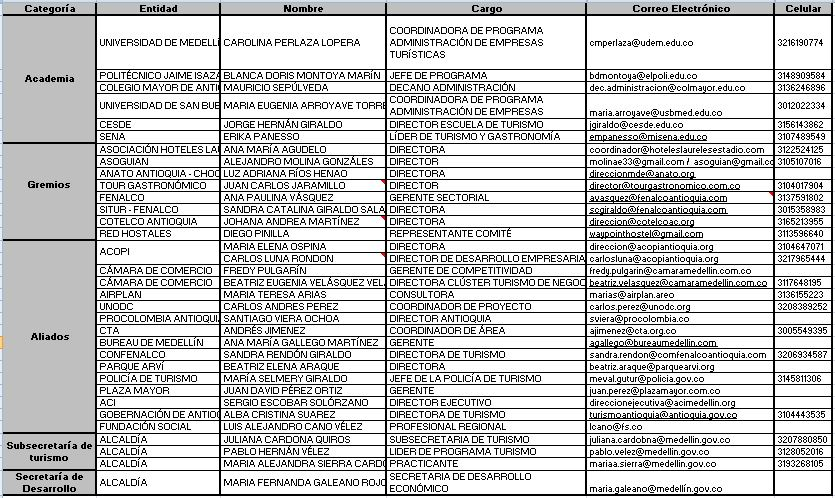 Categoría Entidad Nombre Cargo Correo Electrónico Celular
Academia
UNIVERSIDAD DE MEDELLÍ CAROLINA PERLAZA LOPERA COORDINADORA DE PROGRAMA ADMINISTRACIÓN DE EMPRESAS TURÍSTICAS cmperlaza@udem.edu.co 3216190774
POLITÉCNICO JAIME ISAZA BLANCA DORIS MONTOYA MARÍN JEFE DE PROGRAMA bdmontoya@elpoli.edu.co 3148909584
COLEGIO MAYOR DE ANTI MAURICIO SEPÚLVEDA DECANO ADMINISTRACIÓN dec.administracion@colmayor.edu.co 3136246896
UNIVERSIDAD DE SAN BUE MARIA EUGENIA ARROYAVE TORRE COORDINADORA DE PROGRAMA ADMINISTRACIÓN DE EMPRESAS maria.arroyave@usbmed.edu.co 3012022334
CESDE JORGE HERNÁN GIRALDO DIRECTOR ESCUELA DE TURISMO jgiraldo@cesde.edu.co 3156143862
SENA ERIKA PANESSO LÍDER DE TURISMO Y GASTRONOMÍA empanesso@misena.edu.co 3107489549
Gremios
ASOCIACIÓN HOTELES LAU ANA MARÍA AGUDELO DIRECTORA coordinador@hoteleslaurelesestadio.com 3122524125
ASOGUIAN ALEJANDRO MOLINA GONZÁLES DIRECTOR molinae33@gmail.com / asoguian@gmail.cc 3105107016
ANATO ANTIOQUIA - CHOC LUZ ADRIANA RÍOS HENAO DIRECTORA direccionmde@anato.org
TOUR GASTRONÓMICO JUAN CARLOS JARAMILLO DIRECTOR director@tourgastronomico.com.co 3104017904
FENALCO ANA PAULINA VÁSQUEZ GERENTE SECTORIAL avasquez@fenalcoantioquia.com 3137591802
SITUR - FENALCO SANDRA CATALINA GIRALDO SALA DIRECTORA scgiraldo@fenalcoantioquia.com 3015358983
COTELCO ANTIOQUIA JOHANA ANDREA MARTÍNEZ DIRECTORA direccion@cotelcoac.org 3165213955
RED HOSTALES DIEGO PINILLA REPRESENTANTE COMITÉ waypointhostel@gmail.com 3113596640
Aliados
ACOPI MARIA ELENA OSPINA DIRECTORA direccion@acopiantioquia.org 3104647071
CARLOS LUNA RONDON DIRECTOR DE DESARROLLO EMPRESARIA carlosluna@acopiantioquia.org 3217965444
CÁMARA DE COMERCIO FREDY PULGARÍN GERENTE DE COMPETITIVIDAD fredy.pulgarin@camaramedellin.com.co
CÁMARA DE COMERCIO BEATRIZ EUGENIA VELÁSQUEZ VEL DIRECTORA CLÚSTER TURISMO DE NEGOC beatriz.velasquez@camaramedellin.com.co 3117648195
AIRPLAN MARIA TERESA ARIAS CONSULTORA marias@airplan.areo 3136155223
UNODC CARLOS ANDRES PEREZ COORDINADOR DE PROYECTO carlos.perez@unodc.org 3208389252
PROCOLOMBIA ANTIOQUIA SANTIAGO VIERA OCHOA DIRECTOR ANTIOQUIA sviera@procolombia.co
CTA ANDRÉS JIMENEZ COORDINADOR DE ÁREA ajimenez@cta.org.co 3005549395
BUREAU DE MEDELLÍN ANA MARÍA GALLEGO MARTÍNEZ GERENTE agallego@bureaumedellin.com
CONFENALCO SANDRA RENDÓN GIRALDO DIRECTORA DE TURISMO sandra.rendon@comfenalcoantioquia.com 3206934587
PARQUE ARVÍ BEATRIZ ELENA ARAQUE DIRECTORA beatriz.araque@parquearvi.org
POLICÍA DE TURISMO MARÍA SELMERY GIRALDO JEFE DE LA POLICÍA DE TURISMO meval.gutur@policia.gov.co 3145811306
PLAZA MAYOR JUAN DAVID PÉREZ ORTIZ GERENTE juan.perez@plazamayor.com.co
ACI SERGIO ESCOBAR SOLÓRZANO DIRECTOR EJECUTIVO direccionejecutiva@acimedellin.org
GOBERNACIÓN DE ANTIOQ ALBA CRISTINA SUAREZ DIRECTORA DE TURISMO turismoantioquia@antioquia.gov.co 3104443535
FUNDACIÓN SOCIAL LUIS ALEJANDRO CANO VÉLEZ PROFESIONAL REGIONAL lcano@fs.co
Subsecretaría de turismo
ALCALDÍA JULIANA CARDONA QUIROS SUBSECRETARIA DE TURISMO juliana.cardobna@medellin.gov.co 3207880850
ALCALDÍA PABLO HERNÁN VÉLEZ LIDER DE PROGRAMA TURISMO pablo.velez@medellin.gov.co 3128052016
ALCALDÍA MARIA ALEJANDRA SIERRA CARDO PRACTICANTE mariaa.sierra@medellin.gov.co 3193268105
Secretaría de Desarrollo
ALCALDÍA MARIA FERNANDA GALEANO ROJO SECRETARIA DE DESARROLLO ECONÓMICO maria.galeano@medellín.gov.co